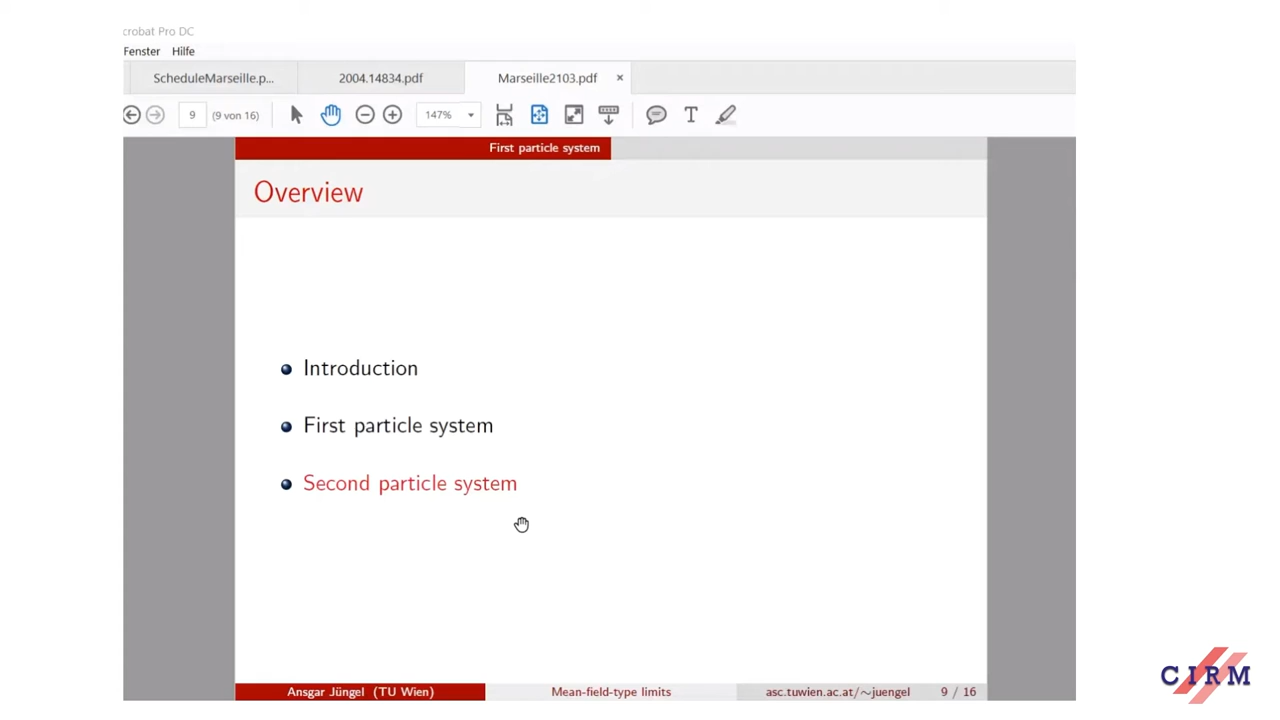 crobat Pro DC
Fenster Hilfe
ScheduleMarseille.p... 2004.14834.pdf Marseille2103.pdf ×
9 (9 von 16) 147% T
First particle system
Overview
Introduction
First particle system
Second particle system
Ansgar Jüngel (TU Wien) Mean-field-type limits asc.tuwien.ac.at/~juengel 9 / 16
CIRM